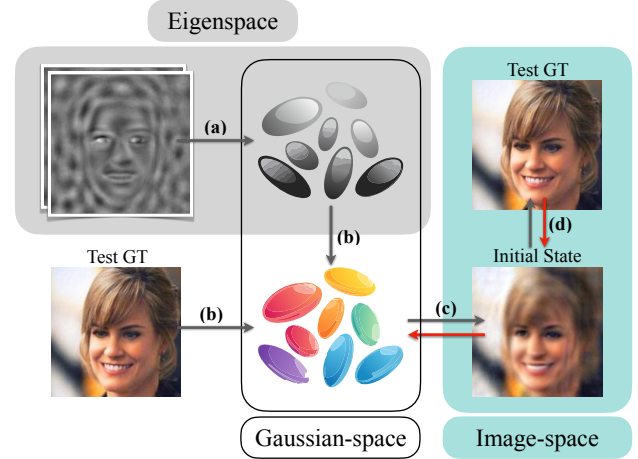 Eigenspace
Test GT
(a)
(d)
(b)
Test GT
Initial State
(b)
(c)
Gaussian-space
Image-space